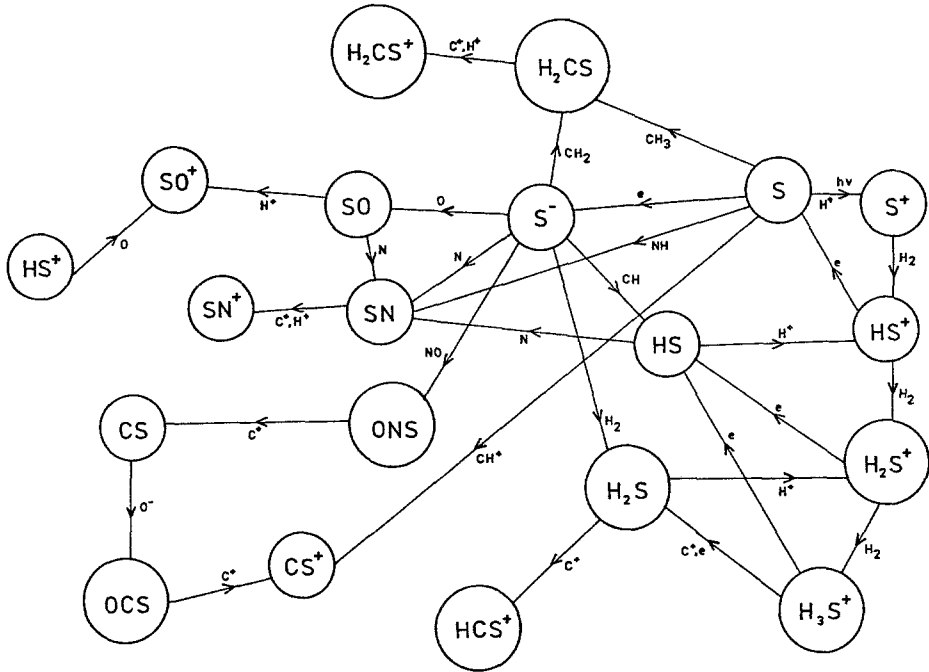 H₂CS⁺
C⁺,H⁺
H₂CS
CH₂
CH₃
SO⁺
H⁺
SO
O
S⁻
e
S
hν
H⁺
S⁺
HS⁺
O
N
N
NH
CH
e
H₂
SN⁺
C⁺,H⁺
SN
N
HS
H⁺
HS⁺
NO
H₂
CS
C⁺
ONS
H₂
CH⁺
e
e
H₂S
H⁺
H₂S⁺
O⁻
C⁺
C⁺,e
H₂
OCS
C⁺
CS⁺
HCS⁺
H₃S⁺